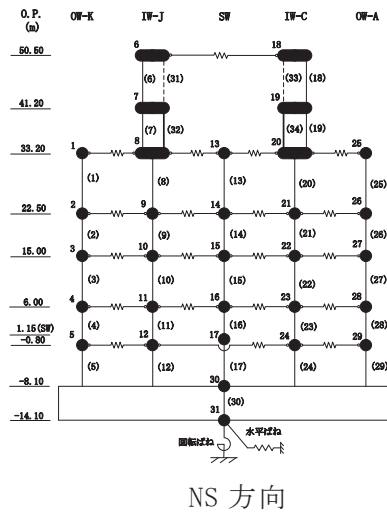 O.P. OW-K IW-J SW IW-C OW-A
(m)
50.50 6 18
(6) (31) (33) (18)
41.20 7 19
(7) (32) (34) (19)
33.20 1 8 13 20 25
(1) (8) (13) (20) (25)
22.50 2 9 14 21 26
(2) (9) (14) (21) (26)
15.00 3 10 15 22 27
(3) (10) (15) (22) (27)
6.00 4 11 16 23 28
1.15(SW) (4) (11) (16) (23) (28)
-0.80 5 12 17 24 29
(5) (12) (17) (24) (29)
-8.10 30
(30)
-14.10 31
回転ばね 水平ばね
NS 方向